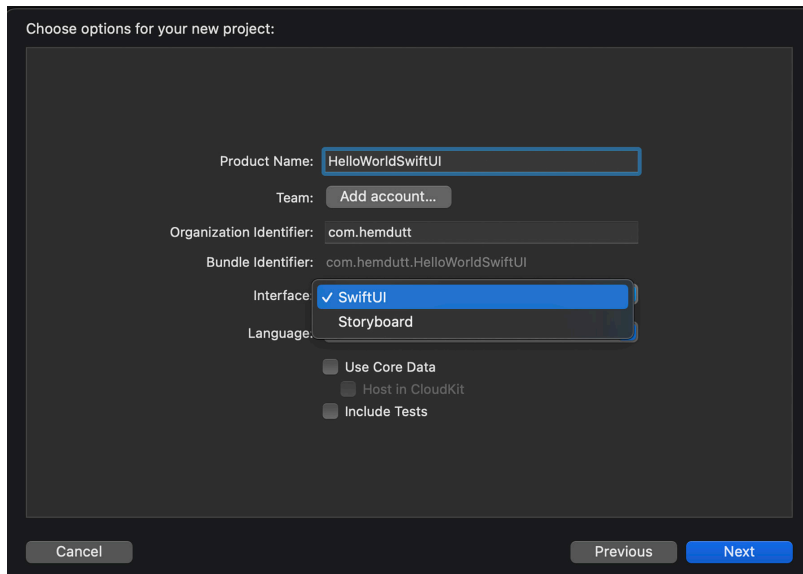 Choose options for your new project:
Product Name: HelloWorldSwiftUI
Team: Add account...
Organization Identifier: com.hemdutt
Bundle Identifier: com.hemdutt.HelloWorldSwiftUI
Interface: ✓ SwiftUI
Storyboard
Language:
Use Core Data
Host in CloudKit
Include Tests
Cancel Previous Next